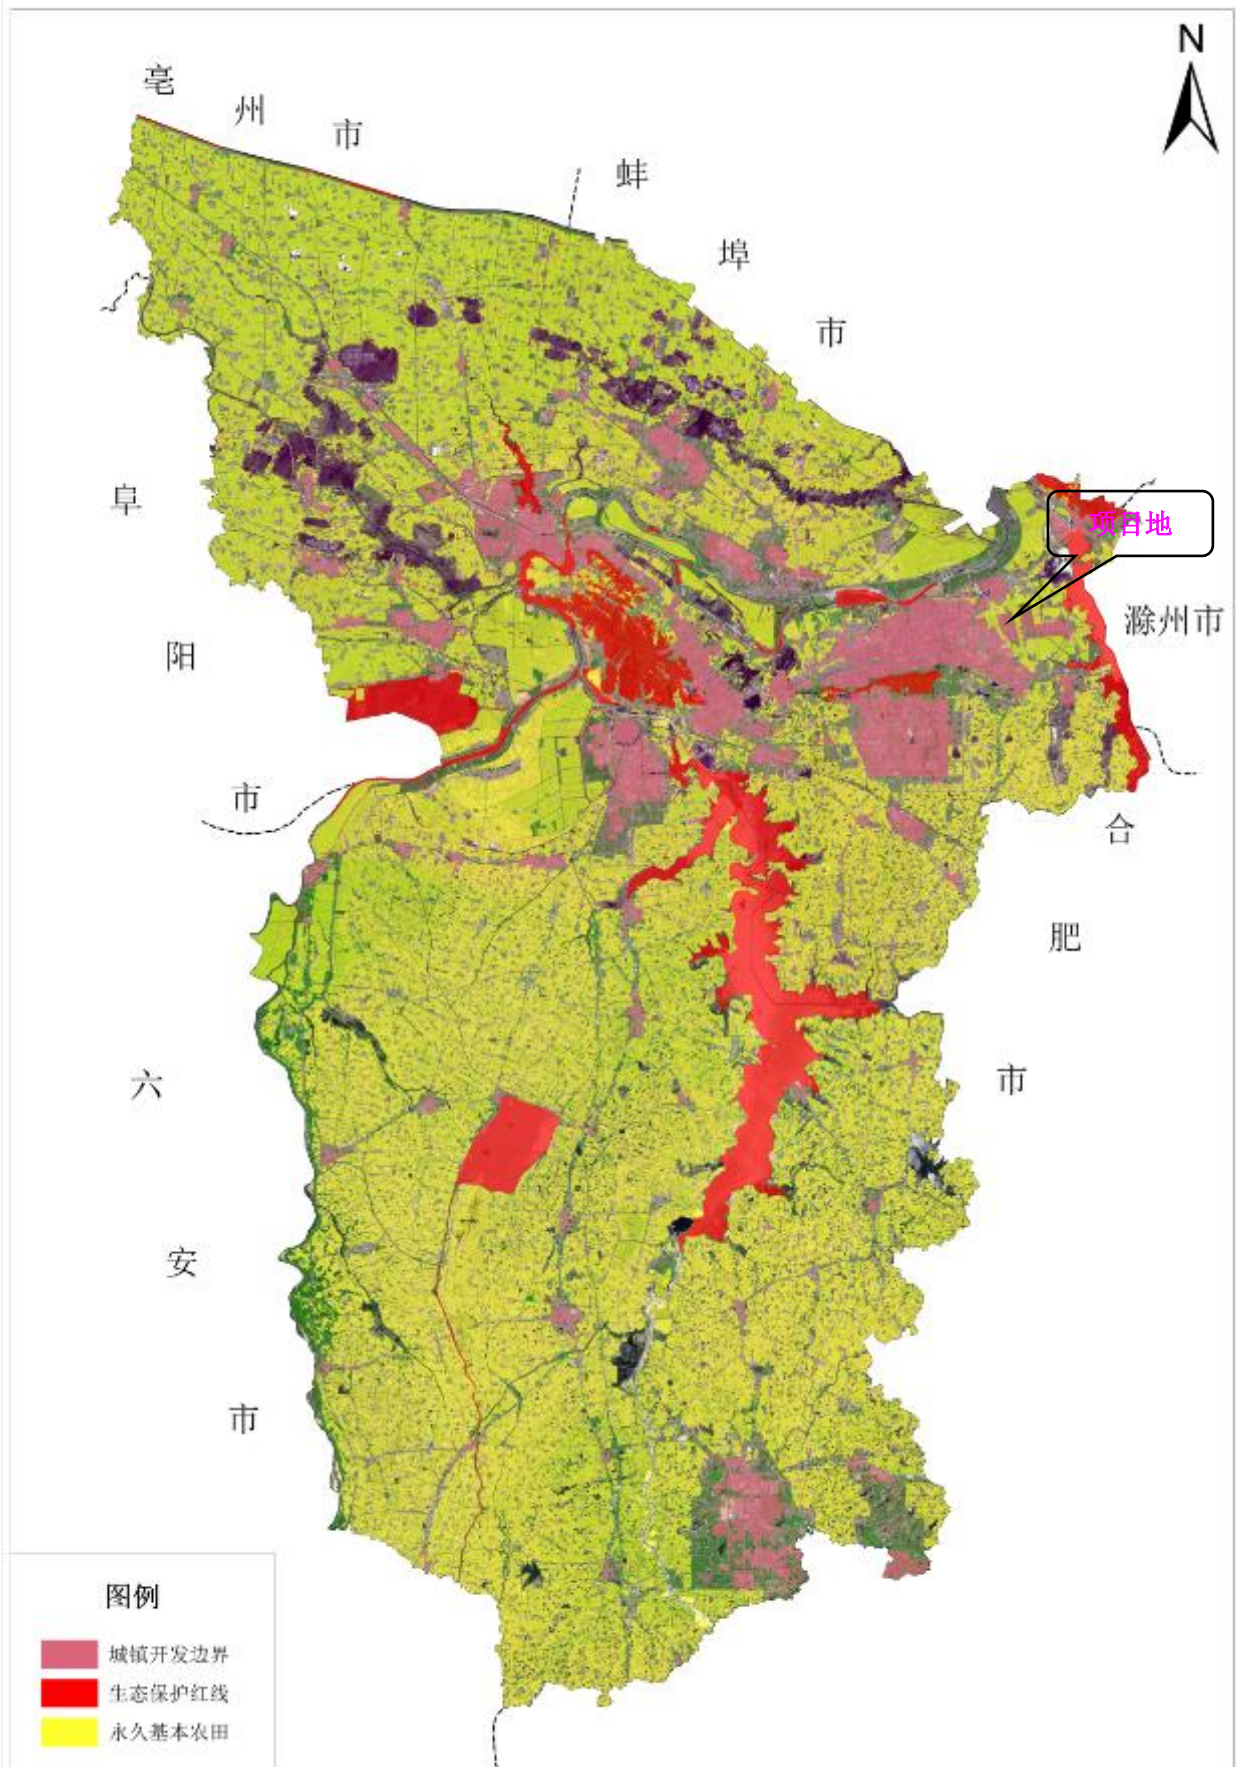 N
亳州市
蚌埠市
项目地
滁州市
阜阳市
合肥市
六安市
图例
城镇开发边界
生态保护红线
永久基本农田